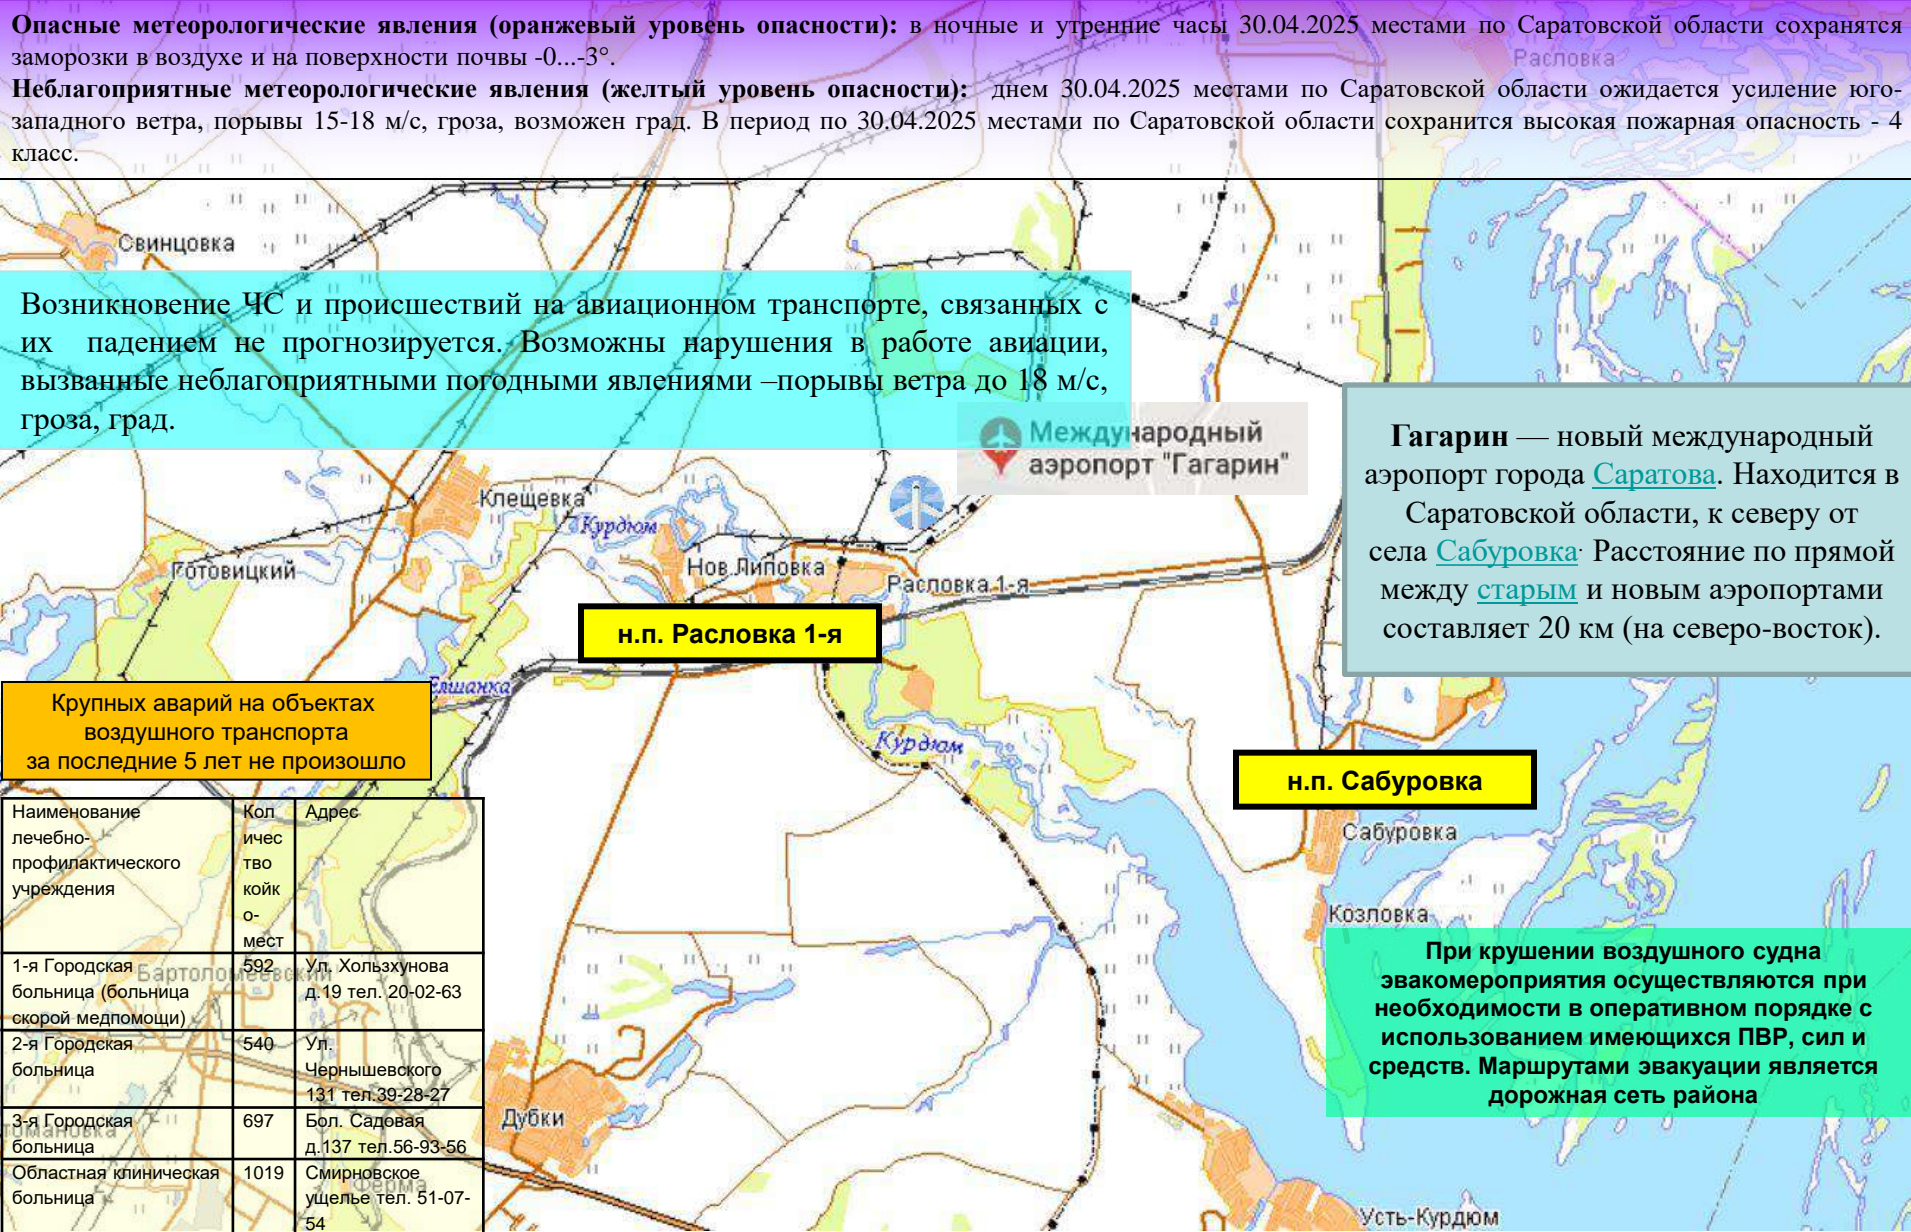 Опасные метеорологические явления (оранжевый уровень опасности): в ночные и утренние часы 30.04.2025 местами по Саратовской области сохранятся
заморозки в воздухе и на поверхности почвы -0...-3°.
Расловка
Неблагоприятные метеорологические явления (желтый уровень опасности): днем 30.04.2025 местами по Саратовской области ожидается усиление юго-
западного ветра, порывы 15-18 м/с, гроза, возможен град. В период по 30.04.2025 местами по Саратовской области сохранится высокая пожарная опасность - 4
класс.
Свинцовка
Возникновение ЧС и происшествий на авиационном транспорте, связанных с
их падением не прогнозируется. Возможны нарушения в работе авиации,
вызванные неблагоприятными погодными явлениями –порывы ветра до 18 м/с,
гроза, град.
Международный
аэропорт "Гагарин"
Гагарин — новый международный
аэропорт города Саратова. Находится в
Саратовской области, к северу от
села Сабуровка. Расстояние по прямой
между старым и новым аэропортами
составляет 20 км (на северо-восток).
Клещевка
Курдюм
Готовицкий
Нов.Липовка
Расловка 1-я
н.п. Расловка 1-я
Елшанка
Крупных аварий на объектах
воздушного транспорта
за последние 5 лет не произошло
Курдюм
н.п. Сабуровка
Сабуровка
Козловка
Наименование
лечебно-
профилактического
учреждения
Кол
ичес
тво
койк
о-
мест
Адрес
1-я Городская
больница (больница
скорой медпомощи)
592
Ул. Хользхунова
д.19 тел. 20-02-63
Бартоломеевский
2-я Городская
больница
540
Ул.
Чернышевского
131 тел.39-28-27
3-я Городская
больница
697
Бол. Садовая
д.137 тел.56-93-56
Областная клиническая
больница
1019
Смирновское
ущелье тел. 51-07-
54
Ферма
Дубки
При крушении воздушного судна
эвакомероприятия осуществляются при
необходимости в оперативном порядке с
использованием имеющихся ПВР, сил и
средств. Маршрутами эвакуации является
дорожная сеть района
Усть-Курдюм